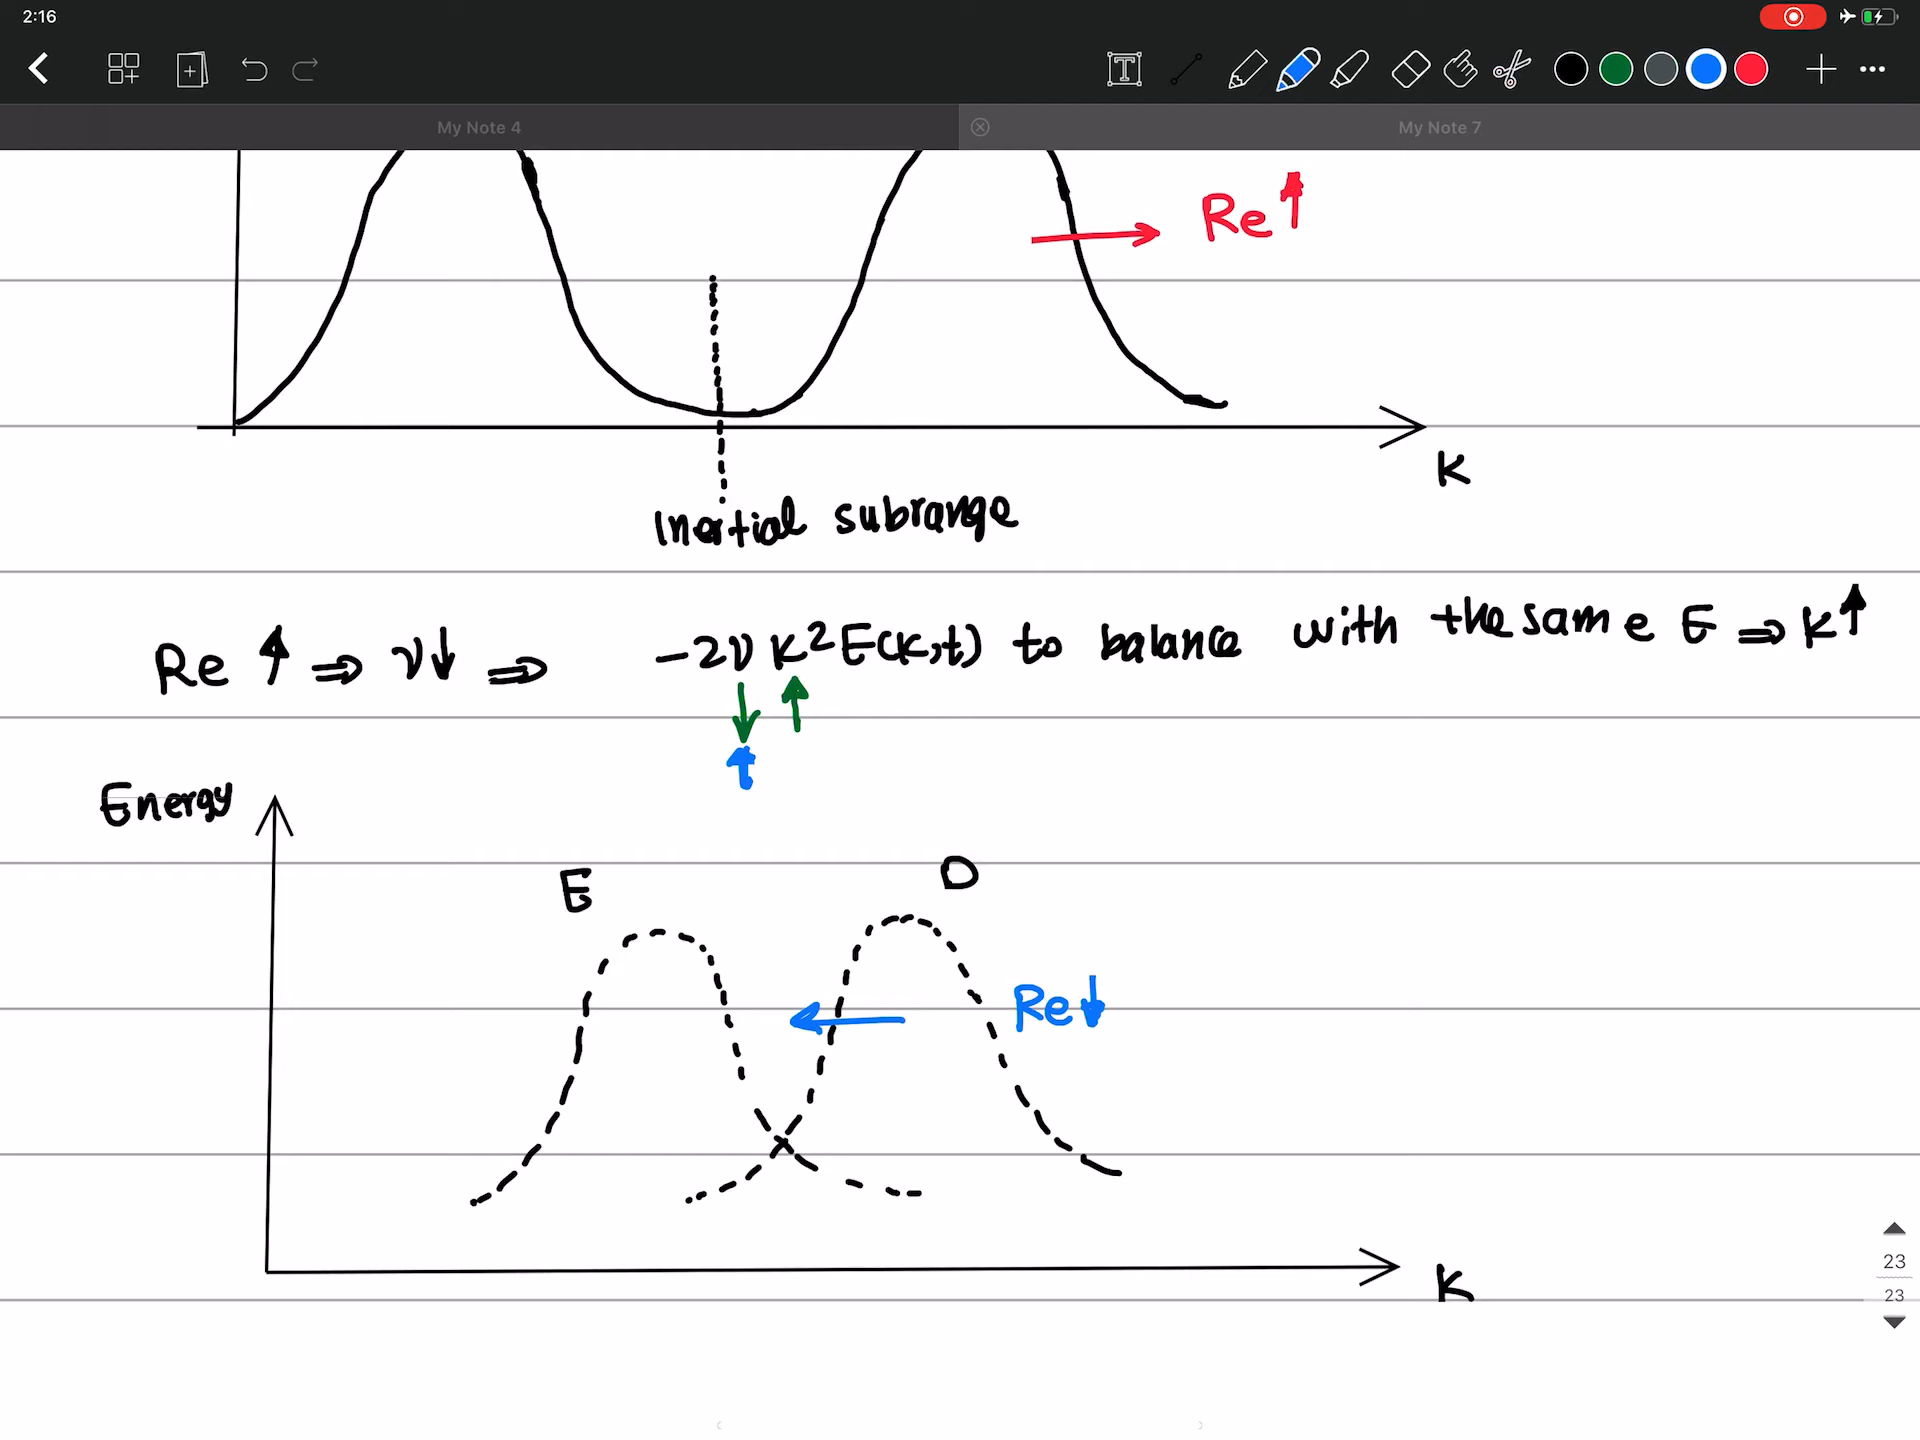 2:16
My Note 4
My Note 7
Re↑
K
Inertial subrange
Re ↑ ⇒ ν↓ ⇒ -2ν K²E(K,t) to balance with the same E ⇒ K↑
Energy
E
D
Re↓
K
23
23